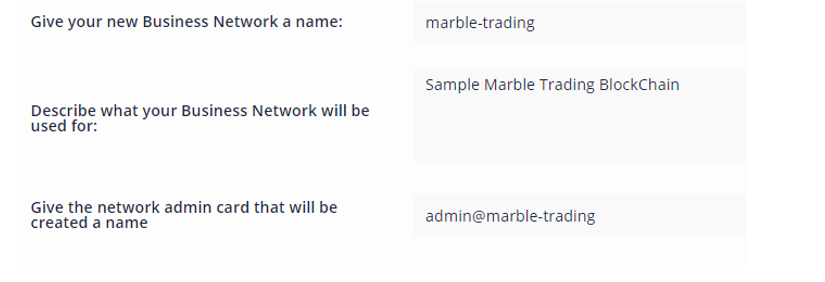 Give your new Business Network a name:
marble-trading
Sample Marble Trading BlockChain
Describe what your Business Network will be
used for:
Give the network admin card that will be
created a name
admin@marble-trading